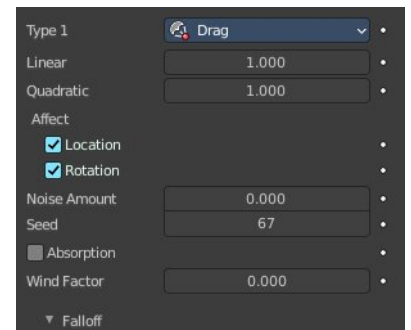 Type 1 Drag
Linear 1.000
Quadratic 1.000
Affect
Location
Rotation
Noise Amount 0.000
Seed 67
Absorption
Wind Factor 0.000
Falloff